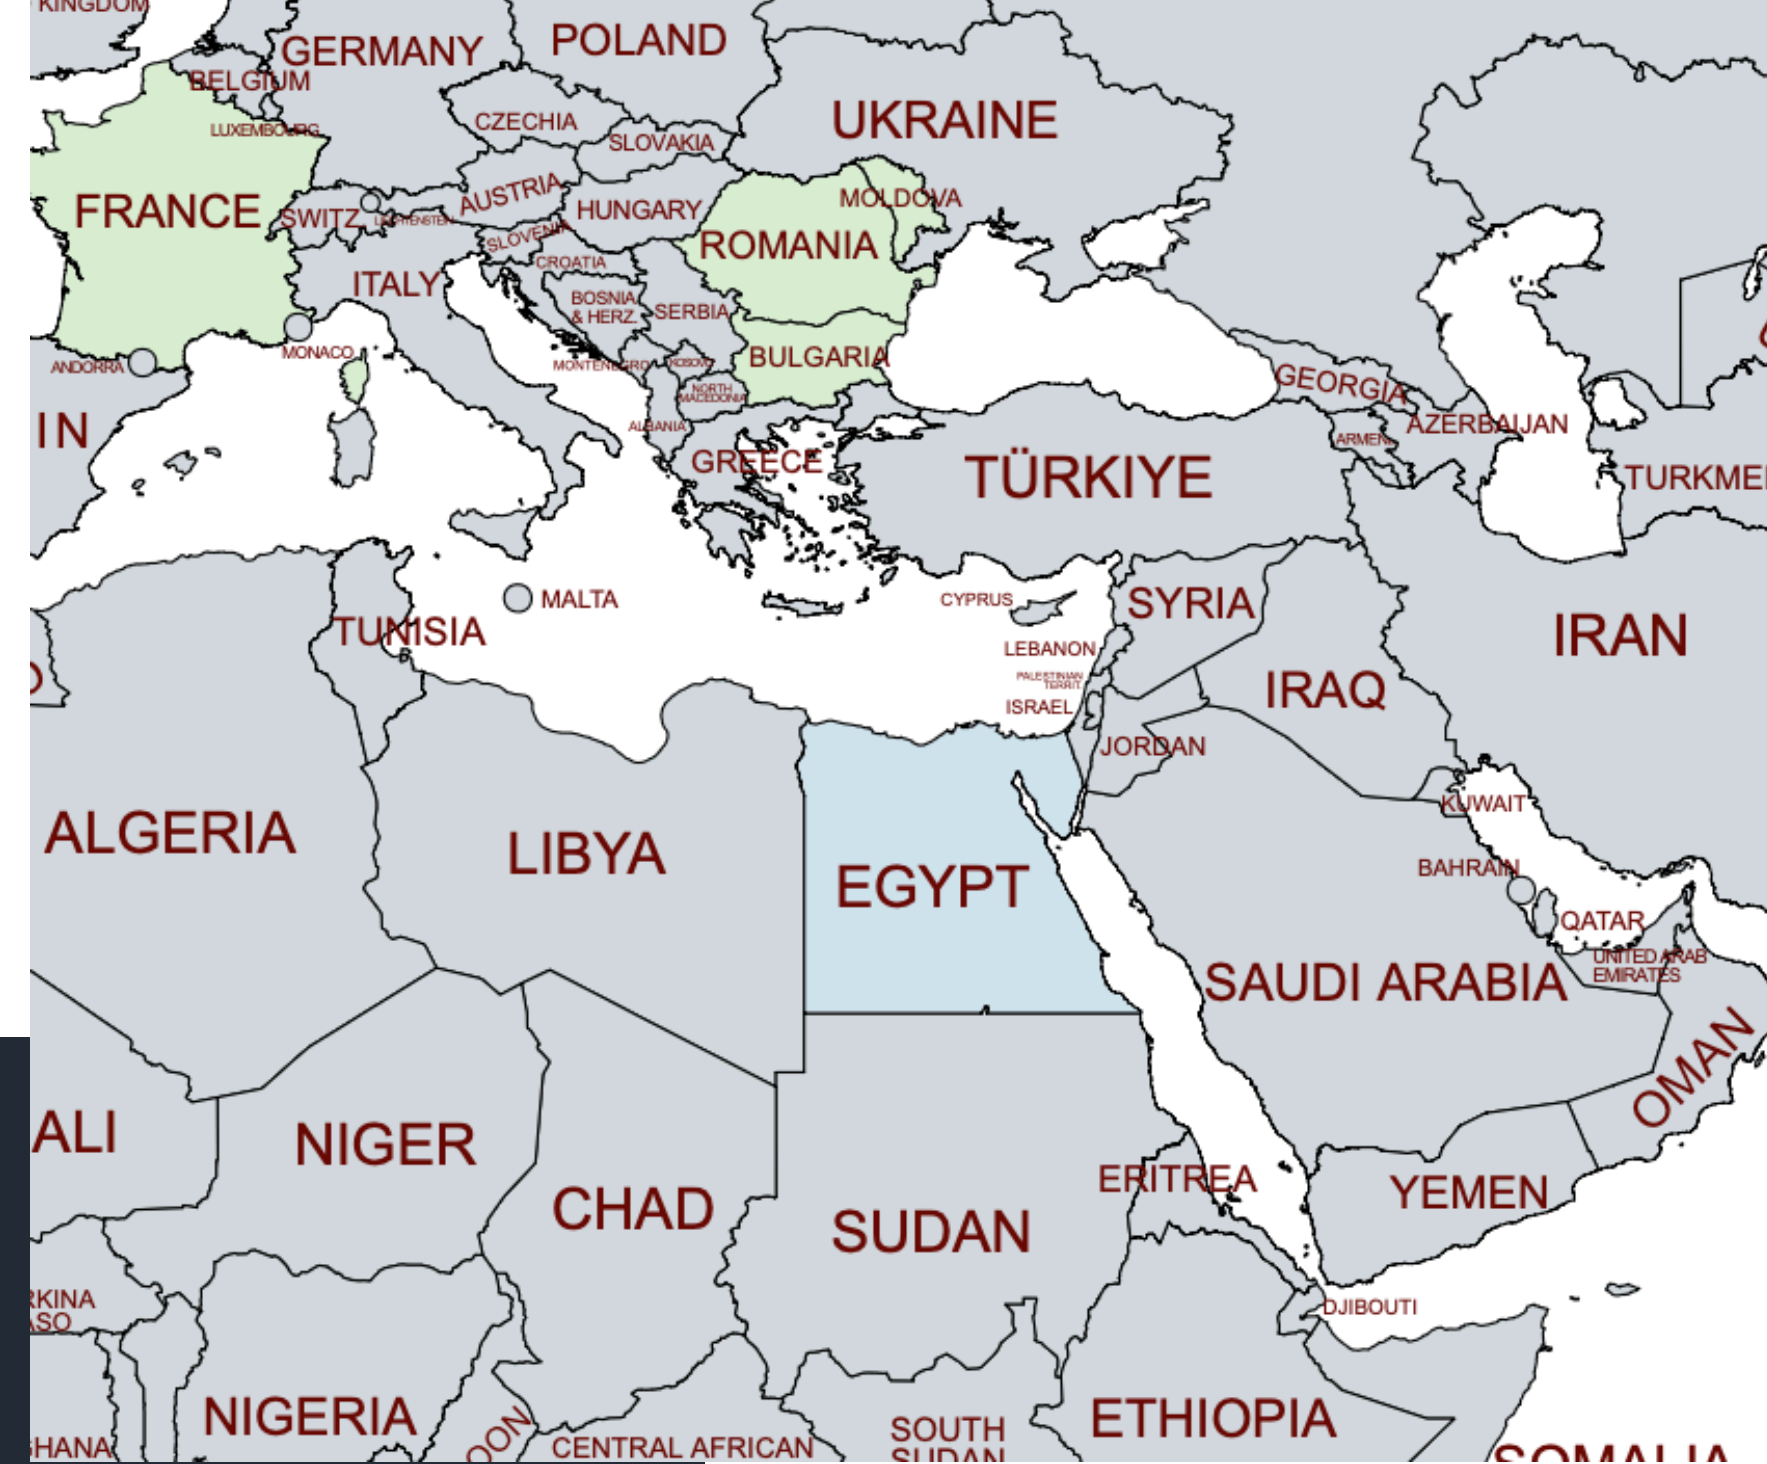 KINGDOM
GERMANY
POLAND
BELGIUM
LUXEMBOURG
CZECHIA
SLOVAKIA
UKRAINE
FRANCE
SWITZ.
LIECHTENSTEIN
AUSTRIA
HUNGARY
MOLDOVA
SLOVENIA
ROMANIA
CROATIA
ITALY
BOSNIA
& HERZ.
SERBIA
MONACO
ANDORRA
MONTENEGRO
KOSOVO
BULGARIA
NORTH
MACEDONIA
GEORGIA
IN
ALBANIA
AZERBAIJAN
ARMEN
GREECE
TÜRKIYE
TURKME
MALTA
CYPRUS
SYRIA
TUNISIA
LEBANON
IRAN
PALESTINIAN
TERRIT.
IRAQ
ISRAEL
JORDAN
KUWAIT
ALGERIA
LIBYA
EGYPT
BAHRAIN
QATAR
UNITED ARAB
EMIRATES
SAUDI ARABIA
OMAN
ALI
NIGER
ERITREA
YEMEN
CHAD
SUDAN
RKINA
ASO
DJIBOUTI
NIGERIA
OON
ETHIOPIA
SOUTH
SUDAN
GHANA
CENTRAL AFRICAN
SOMALIA